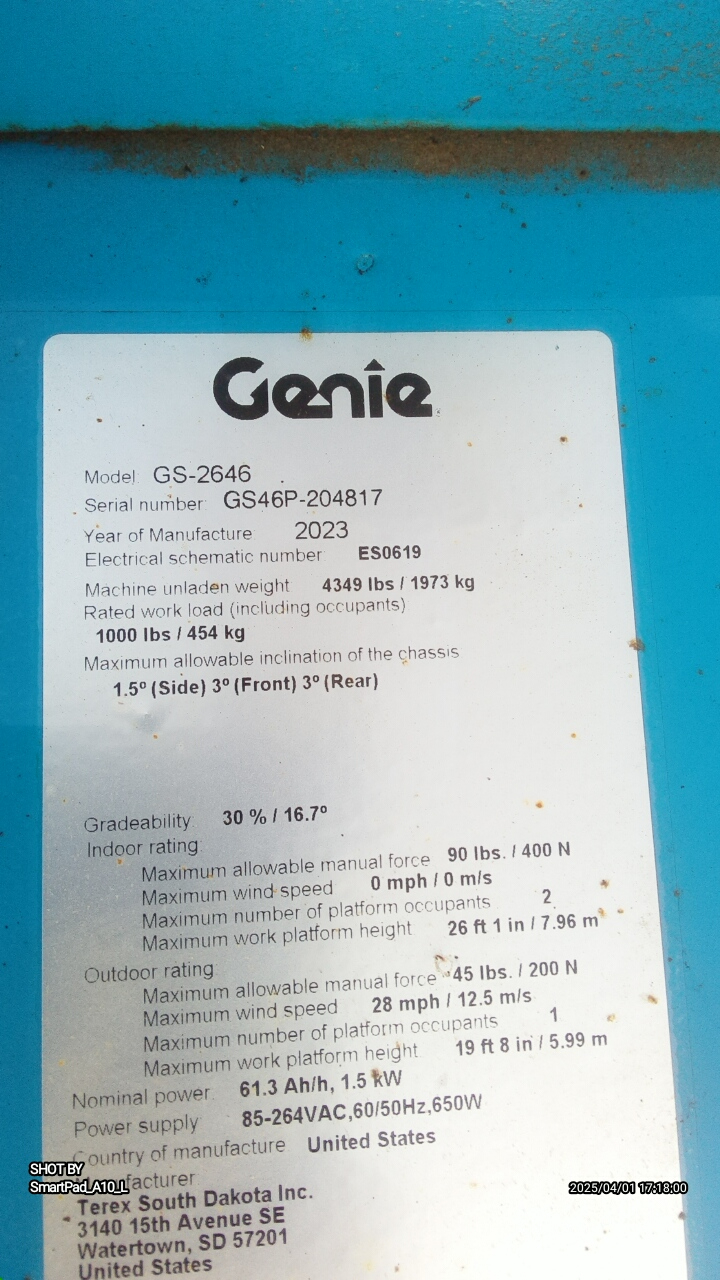 Genie
Model: GS-2646
Serial number: GS46P-204817
Year of Manufacture: 2023
Electrical schematic number: ES0619
Machine unladen weight: 4349 lbs / 1973 kg
Rated work load (including occupants)
1000 lbs / 454 kg
Maximum allowable inclination of the chassis
1.5º (Side) 3º (Front) 3º (Rear)
Gradeability: 30 % / 16.7º
Indoor rating:
Maximum allowable manual force 90 lbs. / 400 N
Maximum wind speed 0 mph / 0 m/s
Maximum number of platform occupants 2
Maximum work platform height 26 ft 1 in / 7.96 m
Outdoor rating:
Maximum allowable manual force 45 lbs. / 200 N
Maximum wind speed 28 mph / 12.5 m/s
Maximum number of platform occupants 1
Maximum work platform height 19 ft 8 in / 5.99 m
Nominal power: 61.3 Ah/h, 1.5 kW
Power supply: 85-264VAC,60/50Hz,650W
Country of manufacture: United States
Manufacturer:
Terex South Dakota Inc.
3140 15th Avenue SE
Watertown, SD 57201
United States
SHOT BY
SmartPad_A10_L
2025/04/01 17:18:00